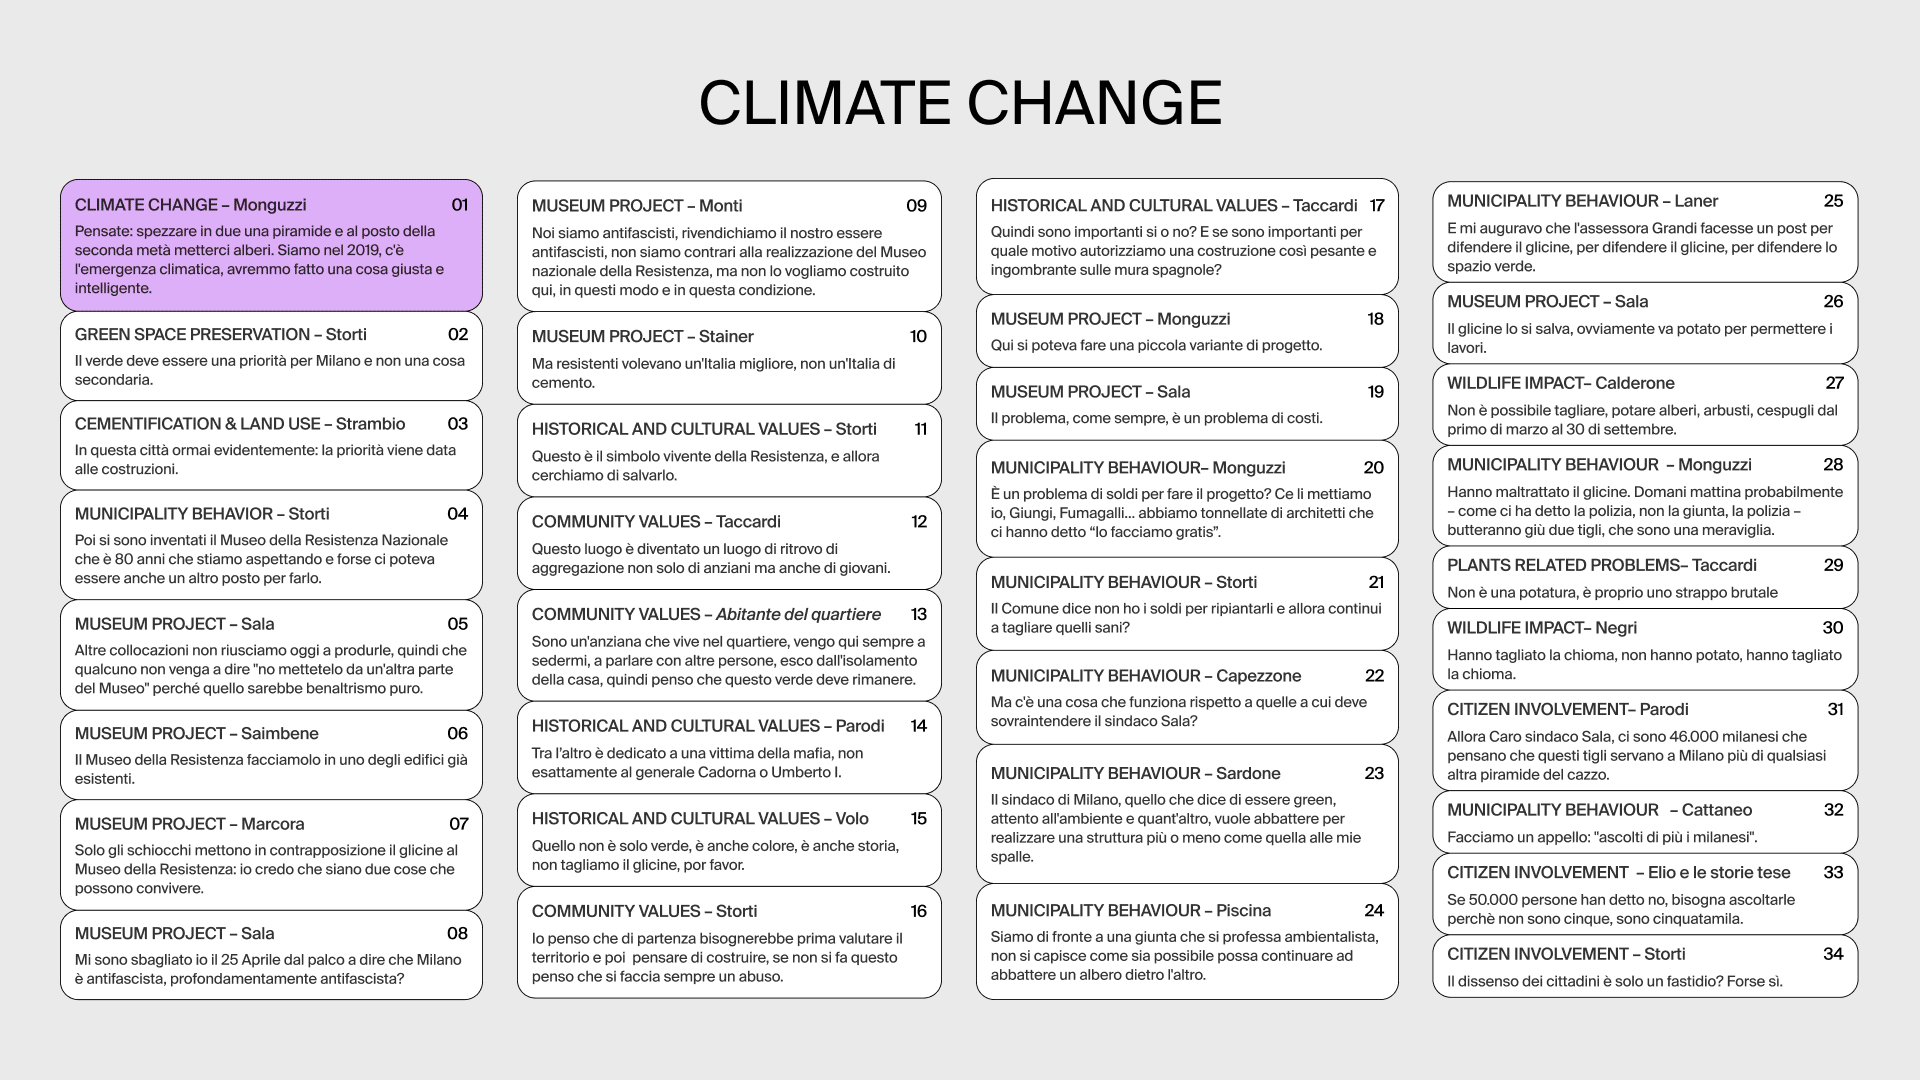 CLIMATE CHANGE
CLIMATE CHANGE – Monguzzi 01
Pensate: spezzare in due una piramide e al posto della
seconda metà metterci alberi. Siamo nel 2019, c'è
l'emergenza climatica, avremmo fatto una cosa giusta e
intelligente.
GREEN SPACE PRESERVATION – Storti 02
Il verde deve essere una priorità per Milano e non una cosa
secondaria.
CEMENTIFICATION & LAND USE – Strambio 03
In questa città ormai evidentemente: la priorità viene data
alle costruzioni.
MUNICIPALITY BEHAVIOR – Storti 04
Poi si sono inventati il Museo della Resistenza Nazionale
che è 80 anni che stiamo aspettando e forse ci poteva
essere anche un altro posto per farlo.
MUSEUM PROJECT – Sala 05
Altre collocazioni non riusciamo oggi a produrle, quindi che
qualcuno non venga a dire "no mettetelo da un'altra parte
del Museo" perché quello sarebbe benaltrismo puro.
MUSEUM PROJECT – Saimbene 06
Il Museo della Resistenza facciamolo in uno degli edifici già
esistenti.
MUSEUM PROJECT – Marcora 07
Solo gli schiocchi mettono in contrapposizione il glicine al
Museo della Resistenza: io credo che siano due cose che
possono convivere.
MUSEUM PROJECT – Sala 08
Mi sono sbagliato io il 25 Aprile dal palco a dire che Milano
è antifascista, profondamentamente antifascista?
MUSEUM PROJECT – Monti 09
Noi siamo antifascisti, rivendichiamo il nostro essere
antifascisti, non siamo contrari alla realizzazione del Museo
nazionale della Resistenza, ma non lo vogliamo costruito
qui, in questi modo e in questa condizione.
MUSEUM PROJECT – Stainer 10
Ma resistenti volevano un'Italia migliore, non un'Italia di
cemento.
HISTORICAL AND CULTURAL VALUES – Storti 11
Questo è il simbolo vivente della Resistenza, e allora
cerchiamo di salvarlo.
COMMUNITY VALUES – Taccardi 12
Questo luogo è diventato un luogo di ritrovo di
aggregazione non solo di anziani ma anche di giovani.
COMMUNITY VALUES – Abitante del quartiere 13
Sono un'anziana che vive nel quartiere, vengo qui sempre a
sedermi, a parlare con altre persone, esco dall'isolamento
della casa, quindi penso che questo verde deve rimanere.
HISTORICAL AND CULTURAL VALUES – Parodi 14
Tra l'altro è dedicato a una vittima della mafia, non
esattamente al generale Cadorna o Umberto I.
HISTORICAL AND CULTURAL VALUES – Volo 15
Quello non è solo verde, è anche colore, è anche storia,
non tagliamo il glicine, por favor.
COMMUNITY VALUES – Storti 16
Io penso che di partenza bisognerebbe prima valutare il
territorio e poi  pensare di costruire, se non si fa questo
penso che si faccia sempre un abuso.
HISTORICAL AND CULTURAL VALUES – Taccardi 17
Quindi sono importanti si o no? E se sono importanti per
quale motivo autorizziamo una costruzione così pesante e
ingombrante sulle mura spagnole?
MUSEUM PROJECT – Monguzzi 18
Qui si poteva fare una piccola variante di progetto.
MUSEUM PROJECT – Sala 19
Il problema, come sempre, è un problema di costi.
MUNICIPALITY BEHAVIOUR– Monguzzi 20
È un problema di soldi per fare il progetto? Ce li mettiamo
io, Giungi, Fumagalli... abbiamo tonnellate di architetti che
ci hanno detto “lo facciamo gratis”.
MUNICIPALITY BEHAVIOUR – Storti 21
Il Comune dice non ho i soldi per ripiantarli e allora continui
a tagliare quelli sani?
MUNICIPALITY BEHAVIOUR – Capezzone 22
Ma c'è una cosa che funziona rispetto a quelle a cui deve
sovraintendere il sindaco Sala?
MUNICIPALITY BEHAVIOUR – Sardone 23
Il sindaco di Milano, quello che dice di essere green,
attento all'ambiente e quant'altro, vuole abbattere per
realizzare una struttura più o meno come quella alle mie
spalle.
MUNICIPALITY BEHAVIOUR – Piscina 24
Siamo di fronte a una giunta che si professa ambientalista,
non si capisce come sia possibile possa continuare ad
abbattere un albero dietro l'altro.
MUNICIPALITY BEHAVIOUR – Laner 25
E mi auguravo che l'assessora Grandi facesse un post per
difendere il glicine, per difendere il glicine, per difendere lo
spazio verde.
MUSEUM PROJECT – Sala 26
Il glicine lo si salva, ovviamente va potato per permettere i
lavori.
WILDLIFE IMPACT– Calderone 27
Non è possibile tagliare, potare alberi, arbusti, cespugli dal
primo di marzo al 30 di settembre.
MUNICIPALITY BEHAVIOUR  – Monguzzi 28
Hanno maltrattato il glicine. Domani mattina probabilmente
– come ci ha detto la polizia, non la giunta, la polizia –
butteranno giù due tigli, che sono una meraviglia.
PLANTS RELATED PROBLEMS– Taccardi 29
Non è una potatura, è proprio uno strappo brutale
WILDLIFE IMPACT– Negri 30
Hanno tagliato la chioma, non hanno potato, hanno tagliato
la chioma.
CITIZEN INVOLVEMENT– Parodi 31
Allora Caro sindaco Sala, ci sono 46.000 milanesi che
pensano che questi tigli servano a Milano più di qualsiasi
altra piramide del cazzo.
MUNICIPALITY BEHAVIOUR  – Cattaneo 32
Facciamo un appello: "ascolti di più i milanesi".
CITIZEN INVOLVEMENT  – Elio e le storie tese 33
Se 50.000 persone han detto no, bisogna ascoltarle
perchè non sono cinque, sono cinquatamila.
CITIZEN INVOLVEMENT – Storti 34
Il dissenso dei cittadini è solo un fastidio? Forse sì.